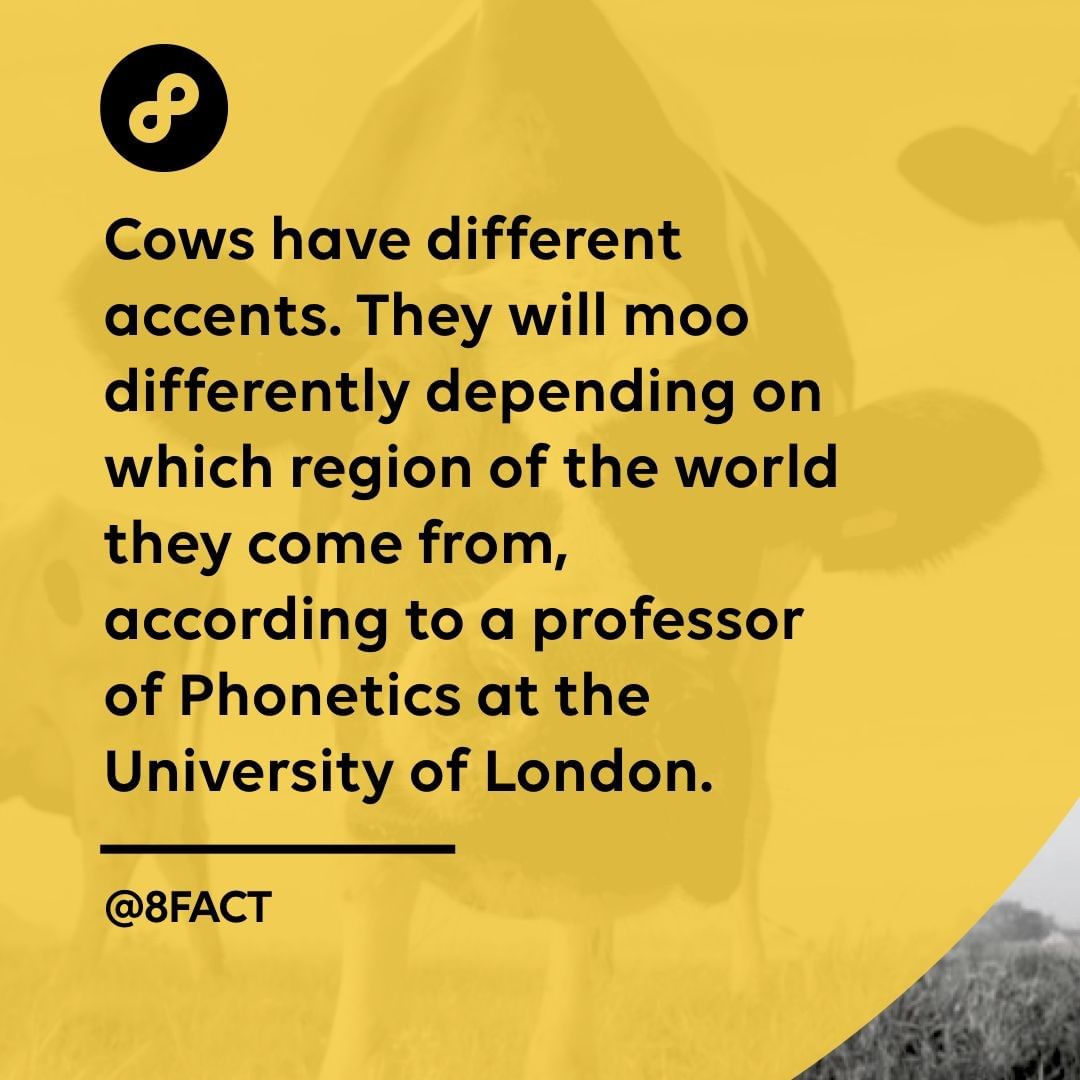 Cows have different
accents. They will moo
differently depending on
which region of the world
they come from,
according to a professor
of Phonetics at the
University of London.
@8FACT